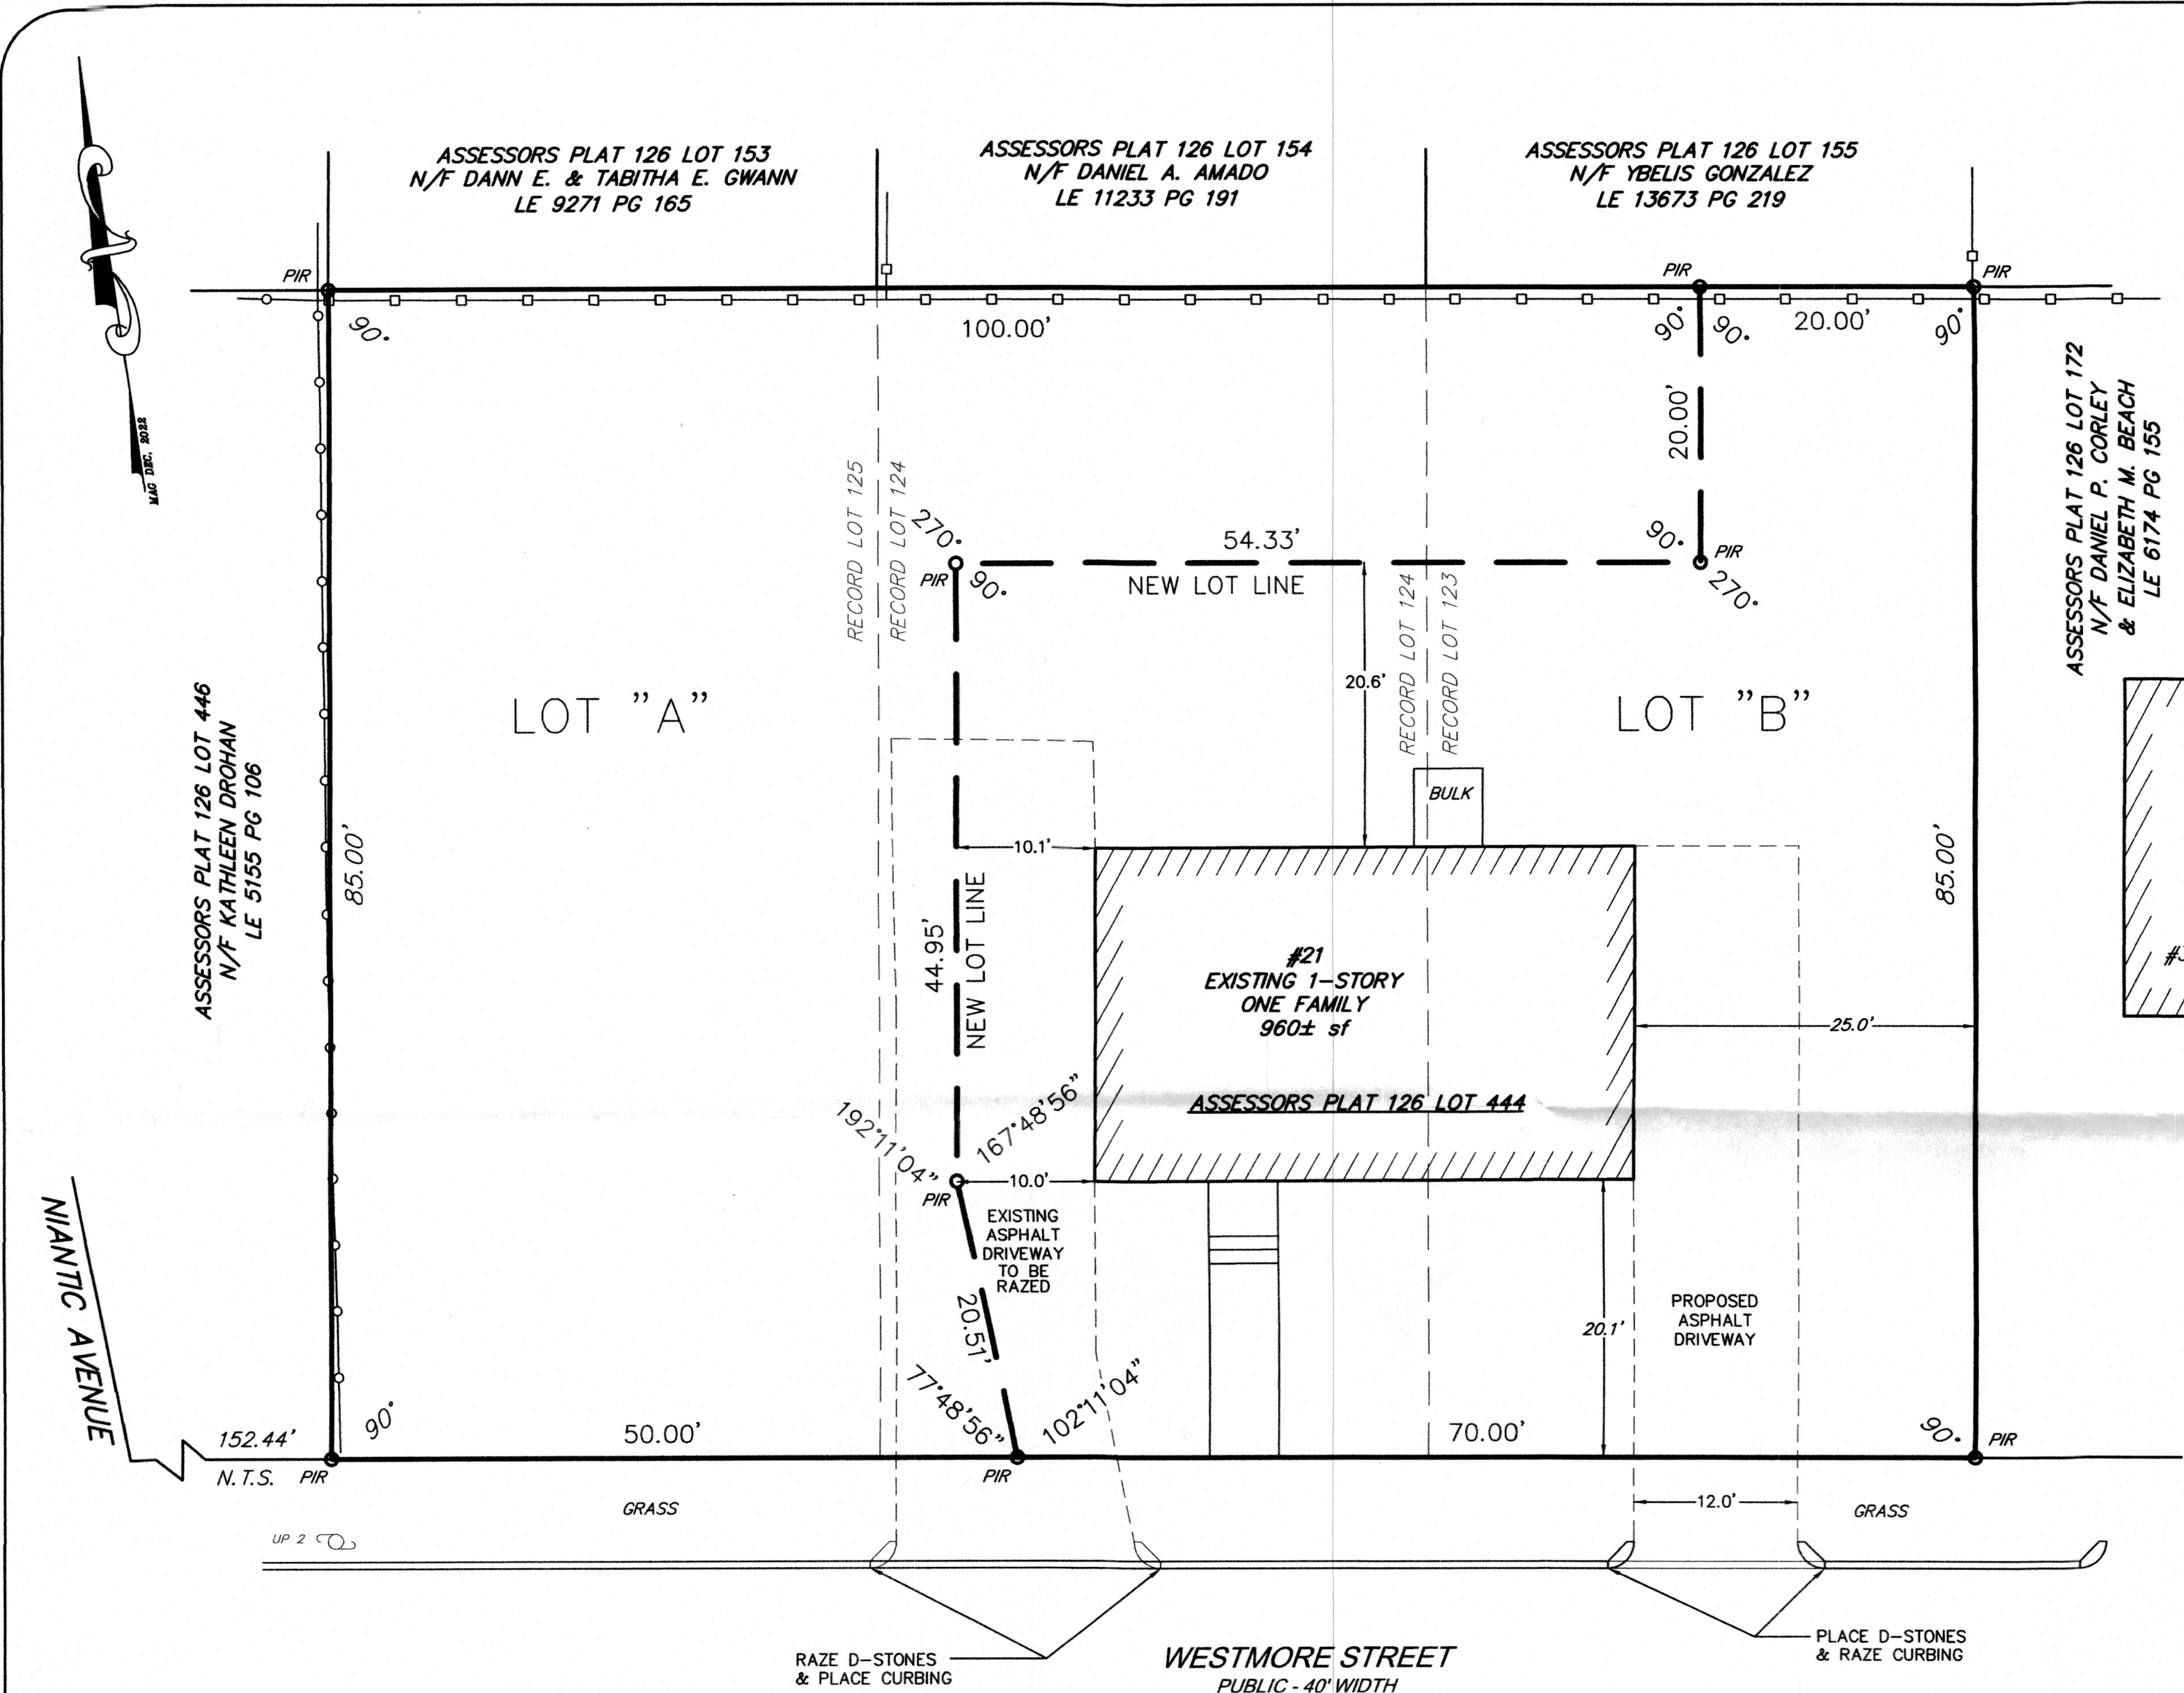 ASSESSORS PLAT 126 LOT 153
N/F DANN E. & TABITHA E. GWANN
LE 9271 PG 165
ASSESSORS PLAT 126 LOT 154
N/F DANIEL A. AMADO
LE 11233 PG 191
ASSESSORS PLAT 126 LOT 155
N/F YBELIS GONZALEZ
LE 13673 PG 219
MAG DEC. 2022
PIR
PIR
PIR
90°
100.00'
90°
90°
20.00'
90°
20.00'
ASSESSORS PLAT 126 LOT 172
N/F DANIEL P. CORLEY
& ELIZABETH M. BEACH
LE 6174 PG 155
RECORD LOT 125
RECORD LOT 124
270°
PIR
90°
54.33'
NEW LOT LINE
90°
PIR
270°
RECORD LOT 124
RECORD LOT 123
20.6'
LOT "A"
LOT "B"
ASSESSORS PLAT 126 LOT 446
N/F KATHLEEN DROHAN
LE 5155 PG 106
85.00'
BULK
10.1'
44.95'
NEW LOT LINE
85.00'
#21
EXISTING 1-STORY
ONE FAMILY
960± sf
25.0'
ASSESSORS PLAT 126 LOT 444
192°11'04"
167°48'56"
PIR
10.0'
EXISTING
ASPHALT
DRIVEWAY
TO BE
RAZED
20.51'
77°48'56"
102°11'04"
20.1'
PROPOSED
ASPHALT
DRIVEWAY
NIANTIC AVENUE
152.44'
N.T.S.
PIR
90°
50.00'
PIR
70.00'
90°
PIR
GRASS
12.0'
GRASS
UP 2
RAZE D-STONES
& PLACE CURBING
WESTMORE STREET
PUBLIC - 40' WIDTH
PLACE D-STONES
& RAZE CURBING